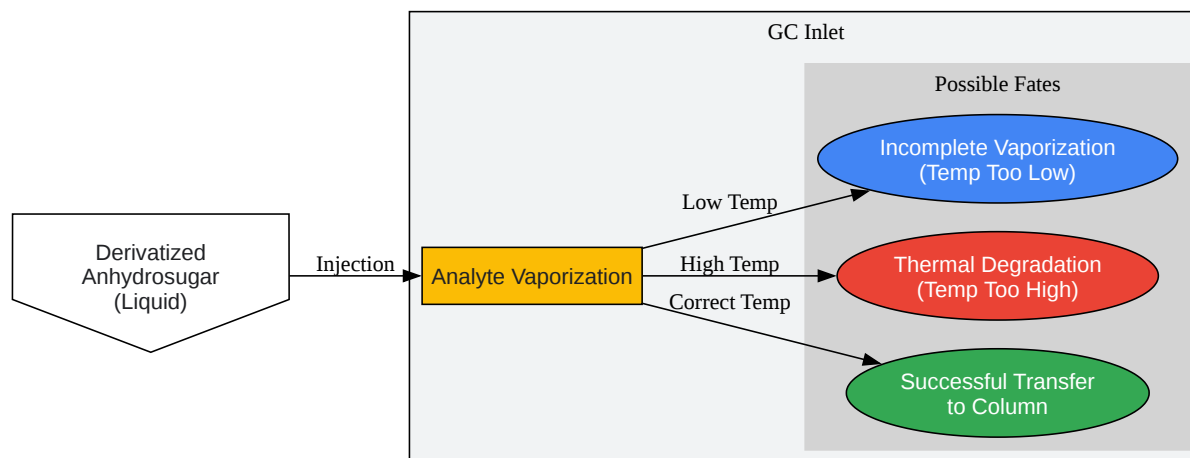 GC Inlet
Possible Fates
Incomplete Vaporization
(Temp Too Low)
Low Temp
Derivatized
Anhydrosugar
(Liquid)
Injection
Analyte Vaporization
High Temp
Thermal Degradation
(Temp Too High)
Correct Temp
Successful Transfer
to Column